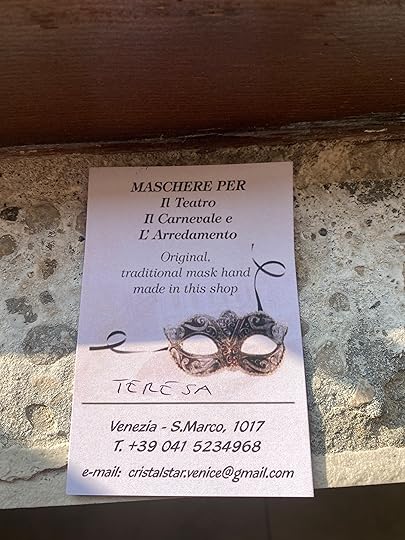 MASCHERE PER
Il Teatro
Il Carnevale e
L' Arredamento
Original,
traditional mask hand
made in this shop
TERESA
Venezia - S.Marco, 1017
T. +39 041 5234968
e-mail: cristalstar.venice@gmail.com